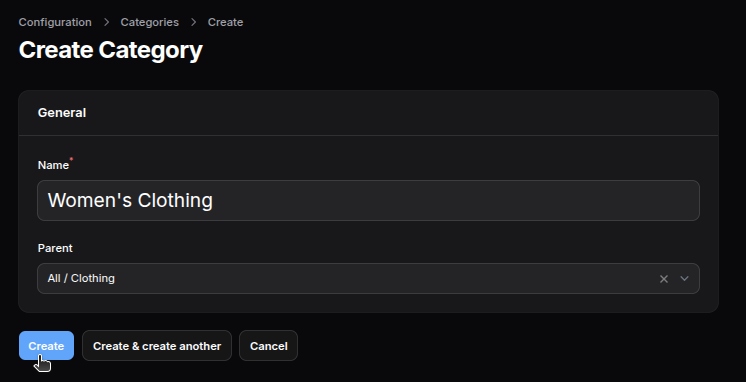 Configuration > Categories > Create
Create Category
General
Name*
Women's Clothing
Parent
All / Clothing
Create Create & create another Cancel